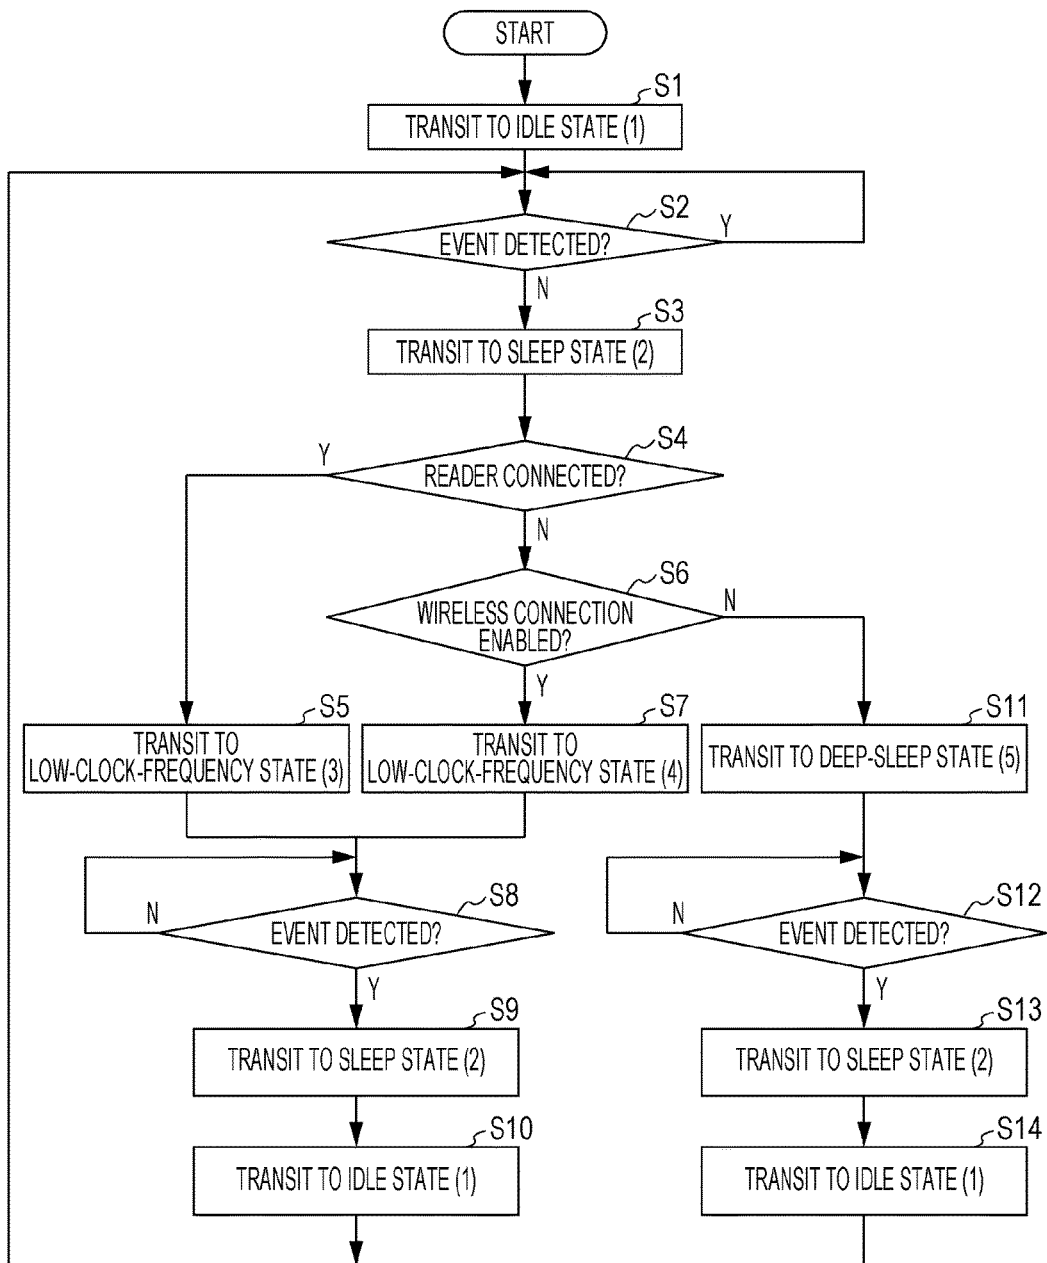 START
S1
TRANSIT TO IDLE STATE (1)
S2
EVENT DETECTED?
Y
N
S3
TRANSIT TO SLEEP STATE (2)
S4
Y
READER CONNECTED?
N
S6
WIRELESS CONNECTION
ENABLED?
N
Y
S5
TRANSIT TO
LOW-CLOCK-FREQUENCY STATE (3)
S7
TRANSIT TO
LOW-CLOCK-FREQUENCY STATE (4)
S11
TRANSIT TO DEEP-SLEEP STATE (5)
S8
N
EVENT DETECTED?
Y
S12
N
EVENT DETECTED?
Y
S9
TRANSIT TO SLEEP STATE (2)
S13
TRANSIT TO SLEEP STATE (2)
S10
TRANSIT TO IDLE STATE (1)
S14
TRANSIT TO IDLE STATE (1)